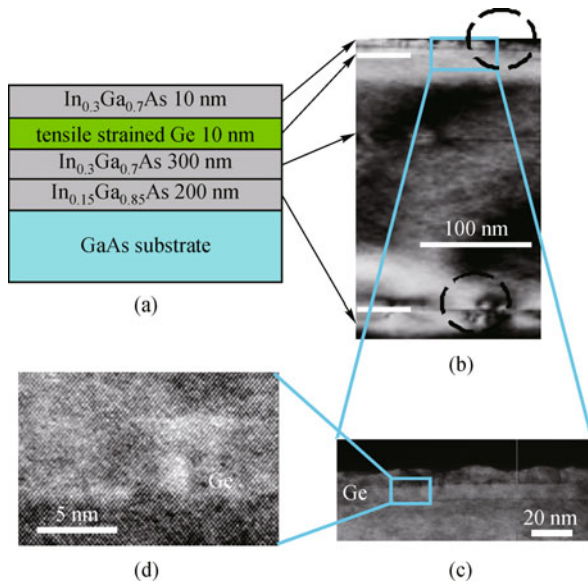 In0.3Ga0.7As 10 nm
tensile strained Ge 10 nm
In0.3Ga0.7As 300 nm
In0.15Ga0.85As 200 nm
GaAs substrate
(a)
100 nm
(b)
Ge
5 nm
(d)
Ge
20 nm
(c)